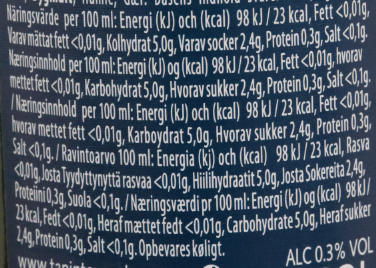 Næringsvärde per 100 ml: Energi (kJ) och (kcal) 98 kJ / 23 kcal, Fett <0,01g,
Varav mättat fett <0,01g, Kolhydrat 5,0g, Varav socker 2,4g, Protein 0,3g, Salt <0,1g.
Næringsinnhold per 100 ml: Energi (kJ) og (kcal) 98 kJ / 23 kcal, Fett <0,01g, hvorav
mettet fett <0,01g, Karbohydrat 5,0g, Hvorav sukker 2,4g, Protein 0,3g, Salt <0,1g.
/ Næringsinnhold per 100 ml: Energi (kJ) och (kcal) 98 kJ / 23 kcal, Fett <0,01g,
hvorav mettet fett <0,01g, Karboydrat 5,0g, Hvorav sukker 2,4g, Protein 0,3g,
Salt <0,1g. / Ravintoarvo 100 ml: Energia (kj) och (kcal) 98 kJ / 23 kcal, Rasva
<0,01g, Josta Tyydyttynyttä rasvaa <0,01g, Hiilihydraatit 5,0g, Josta Sokereita 2,4g,
Proteiini 0,3g, Suola <0,1g. / Næringsværdi pr 100 ml: Energi (kJ) og (kcal) 98 kJ /
23 kcal, Fedt <0,01g, Heraf mættet fedt <0,01g, Carbohydrate 5,0g, Heraf sukker
2,4g, Protein 0,3g, Salt <0,1g. Opbevares køligt.
ALC 0.3% VOL